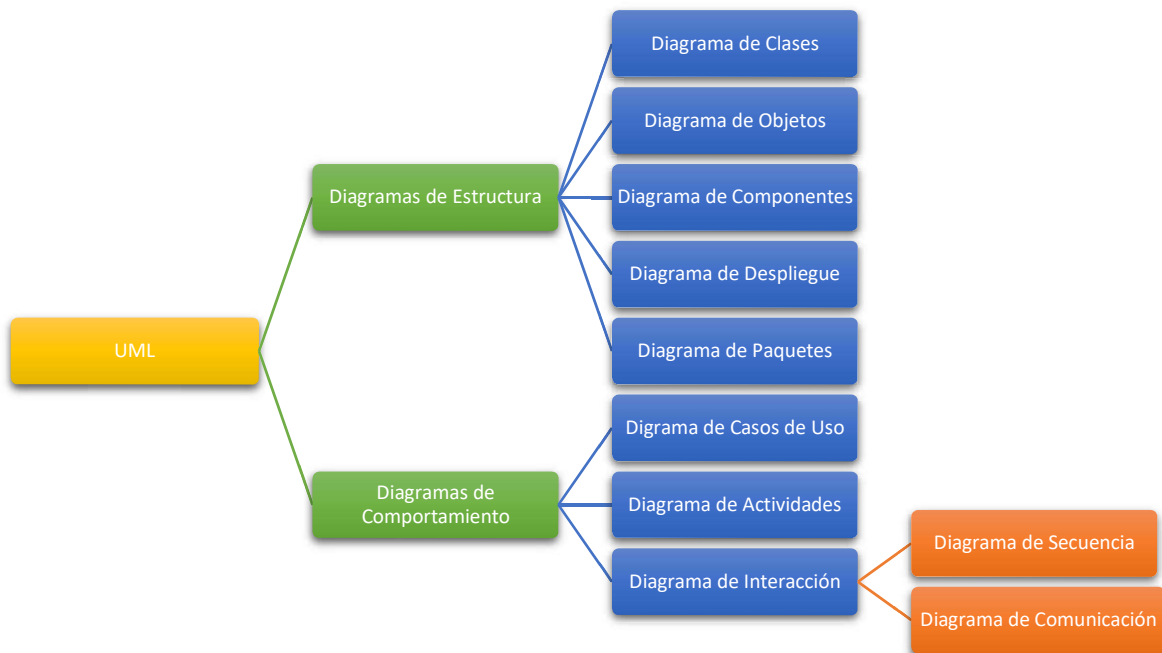 Diagrama de Clases
Diagrama de Objetos
Diagramas de Estructura
Diagrama de Componentes
Diagrama de Despliegue
UML
Diagrama de Paquetes
Digrama de Casos de Uso
Diagramas de
Comportamiento
Diagrama de Actividades
Diagrama de Secuencia
Diagrama de Interacción
Diagrama de Comunicación